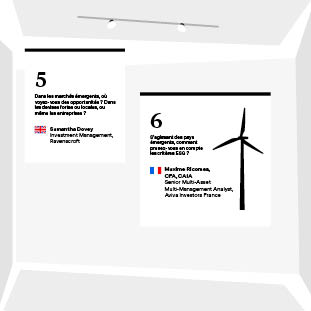 5
Dans les marchés émergents, où
voyez-vous des opportunités ? Dans
les devises fortes ou locales, ou
même les entreprises ?
Samantha Dovey
Investment Management,
Ravenscroft
6
S'agissant des pays
émergents, comment
prenez-vous en compte
les critères ESG ?
Maxime Ricomes,
CFA, CAIA
Senior Multi-Asset
Multi-Management Analyst,
Aviva Investors France